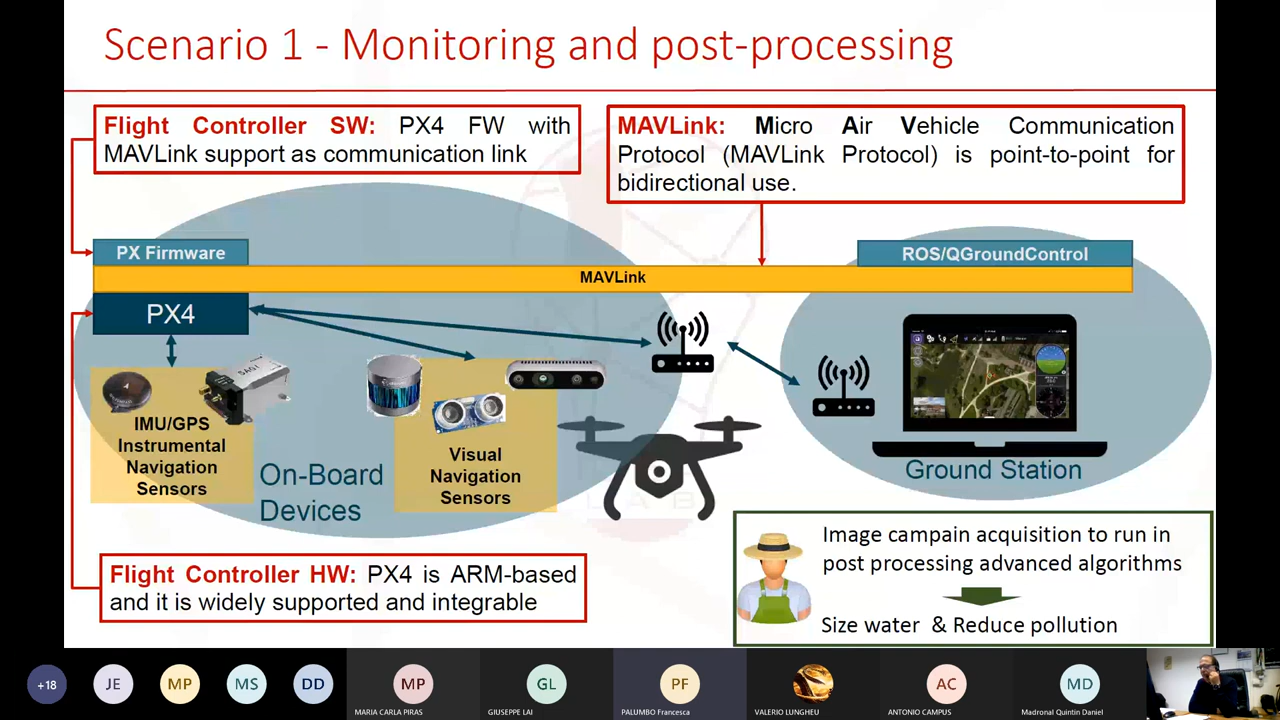 Scenario 1 - Monitoring and post-processing
Flight Controller SW: PX4 FW with
MAVLink support as communication link
MAVLink: Micro Air Vehicle Communication
Protocol (MAVLink Protocol) is point-to-point for
bidirectional use.
PX Firmware
ROS/QGroundControl
MAVLink
PX4
IMU/GPS
Instrumental
Navigation
Sensors
On-Board
Devices
Visual
Navigation
Sensors
LAB
Ground Station
Flight Controller HW: PX4 is ARM-based
and it is widely supported and integrable
Image campain acquisition to run in
post processing advanced algorithms
Size water & Reduce pollution
+18
JE
MP
MS
DD
MP
MARIA CARLA PIRAS
GL
GIUSEPPE LAI
PF
PALUMBO Francesca
VALERIO LUNGHEU
AC
ANTONIO CAMPUS
MD
Madronal Quintin Daniel